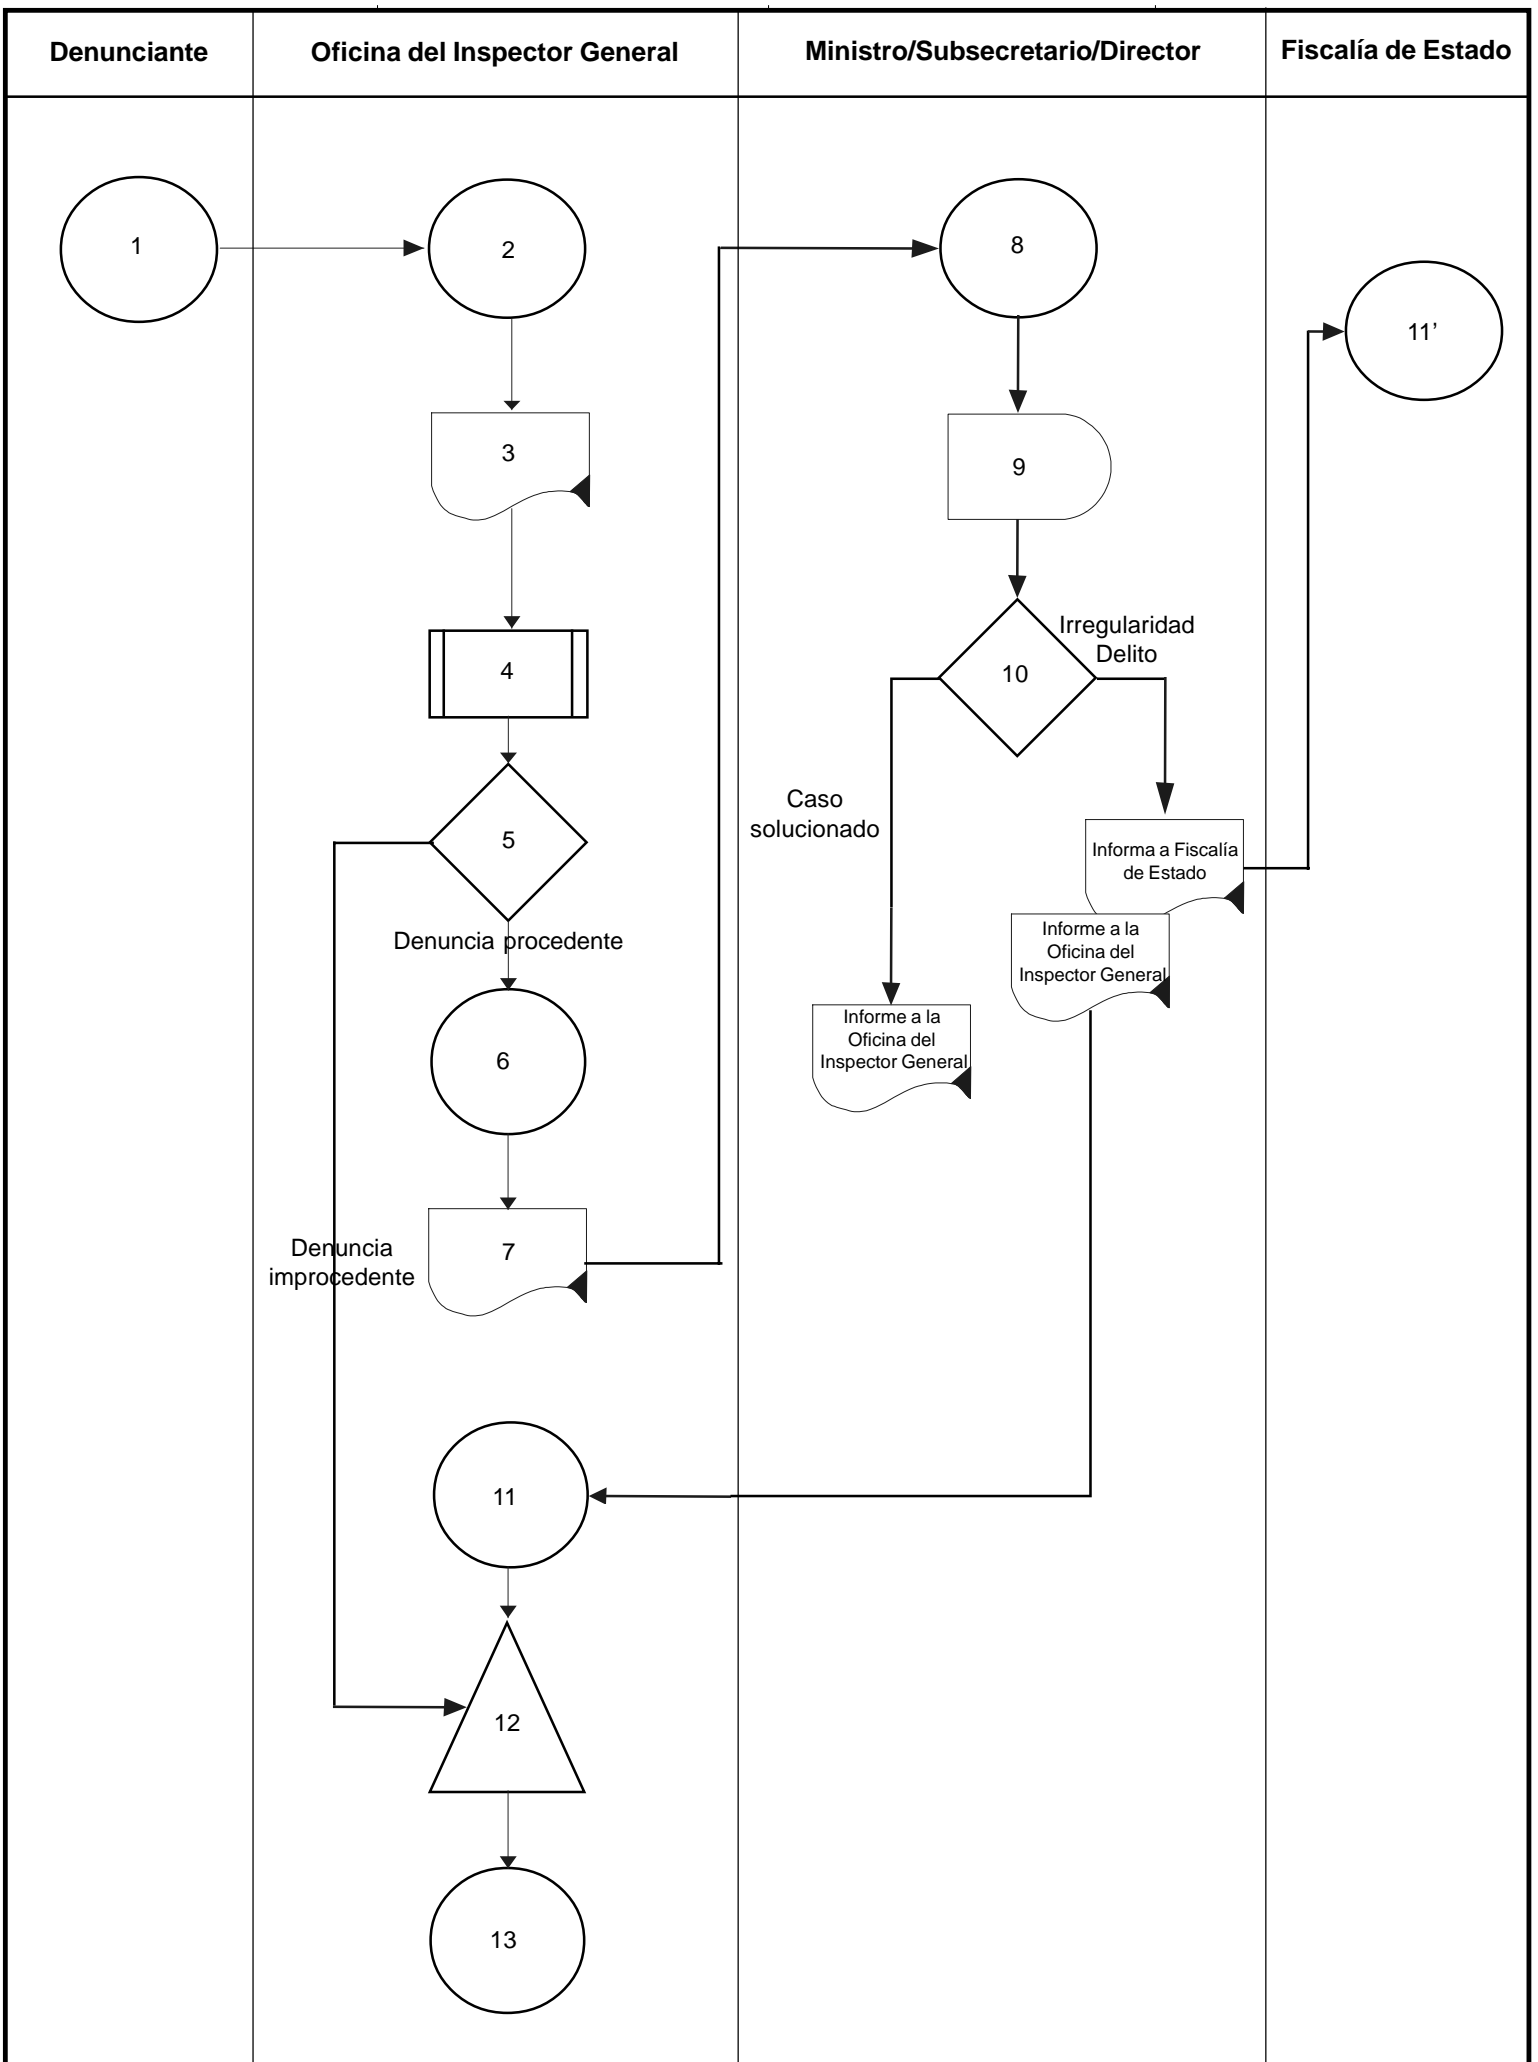 Denunciante
Oficina del Inspector General
Ministro/Subsecretario/Director
Fiscalía de Estado
1
2
8
11’
3
9
4
Irregularidad
Delito
10
5
Caso
solucionado
Informa a Fiscalía
de Estado
Denuncia procedente
Informe a la
Oficina del
Inspector General
Informe a la
Oficina del
Inspector General
6
7
Denuncia
improcedente
11
12
13